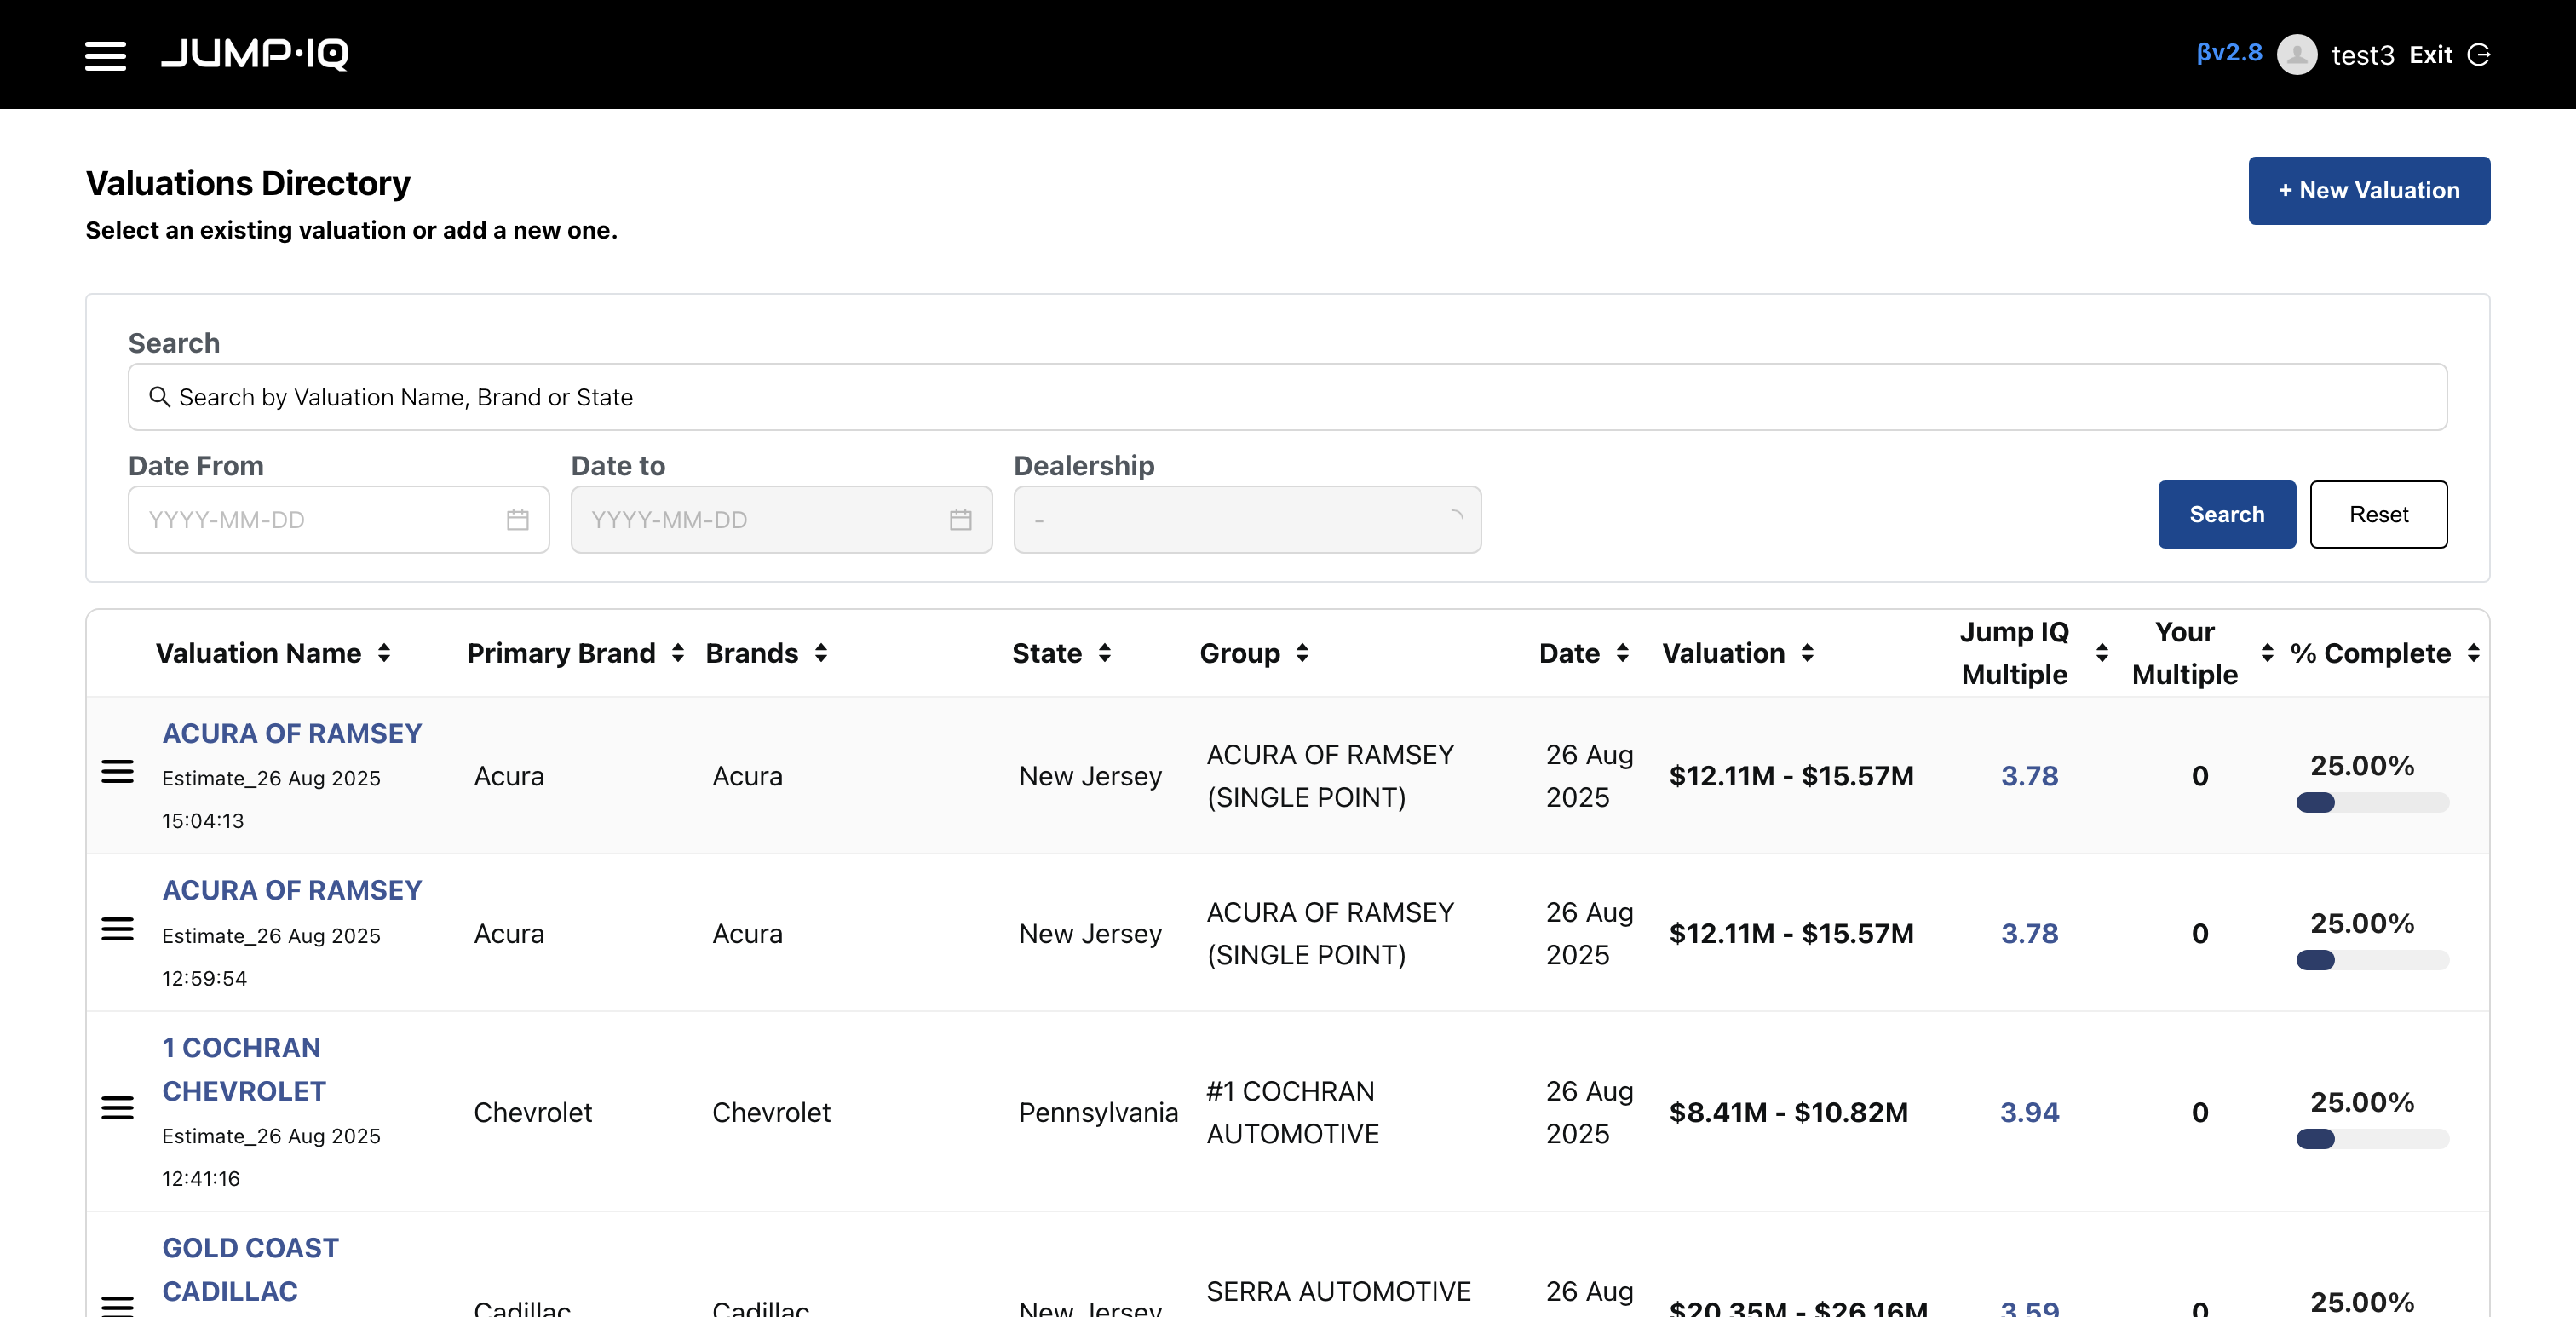 JUMP·IQ
βv2.8 test3 Exit
Valuations Directory
+ New Valuation
Select an existing valuation or add a new one.
Search
Search by Valuation Name, Brand or State
Date From Date to Dealership
YYYY-MM-DD YYYY-MM-DD - Search Reset
Valuation Name Primary Brand Brands State Group Date Valuation Jump IQ Multiple Your Multiple % Complete
ACURA OF RAMSEY
Estimate_26 Aug 2025
15:04:13
Acura Acura New Jersey
ACURA OF RAMSEY
(SINGLE POINT)
26 Aug
2025
$12.11M - $15.57M 3.78 0 25.00%
ACURA OF RAMSEY
Estimate_26 Aug 2025
12:59:54
Acura Acura New Jersey
ACURA OF RAMSEY
(SINGLE POINT)
26 Aug
2025
$12.11M - $15.57M 3.78 0 25.00%
1 COCHRAN
CHEVROLET
Estimate_26 Aug 2025
12:41:16
Chevrolet Chevrolet Pennsylvania
#1 COCHRAN
AUTOMOTIVE
26 Aug
2025
$8.41M - $10.82M 3.94 0 25.00%
GOLD COAST
CADILLAC
Cadillac Cadillac New Jersey
SERRA AUTOMOTIVE
26 Aug
$20.35M - $26.16M 3.59 0 25.00%